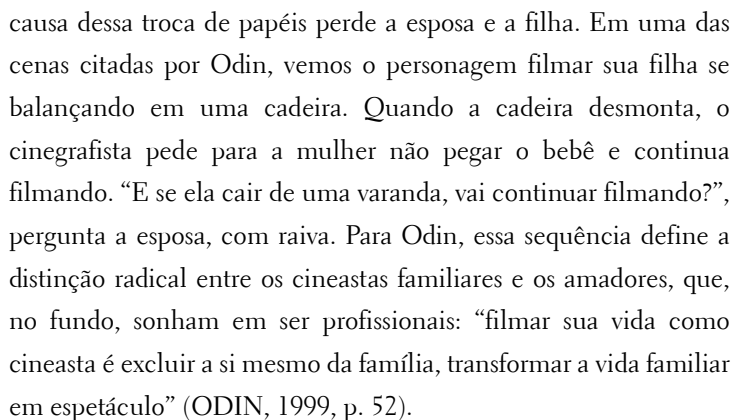 causa dessa troca de papéis perde a esposa e a filha. Em uma das
cenas citadas por Odin, vemos o personagem filmar sua filha se
balançando em uma cadeira. Quando a cadeira desmonta, o
cinegrafista pede para a mulher não pegar o bebê e continua
filmando. “E se ela cair de uma varanda, vai continuar filmando?”,
pergunta a esposa, com raiva. Para Odin, essa sequência define a
distinção radical entre os cineastas familiares e os amadores, que,
no fundo, sonham em ser profissionais: “filmar sua vida como
cineasta é excluir a si mesmo da família, transformar a vida familiar
em espetáculo” (ODIN, 1999, p. 52).